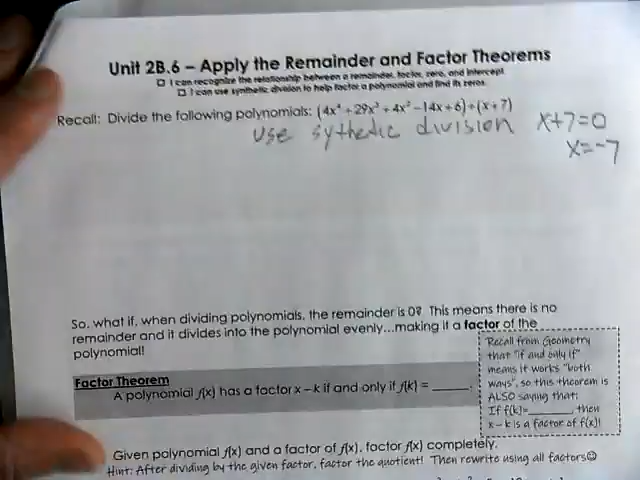 Unit 2B.6 – Apply the Remainder and Factor Theorems
☐ I can recognize the relationship between a remainder, factor, zero, and intercept
☐ I can use synthetic division to help factor a polynomial and find its zeros.
Recall: Divide the following polynomials: (4x⁴ + 29x³ + 4x² − 14x + 6) ÷ (x + 7)
use sythetic division
x+7=0
x=-7
So, what if, when dividing polynomials, the remainder is 0? This means there is no
remainder and it divides into the polynomial evenly...making it a factor of the
polynomial!
Factor Theorem
A polynomial f(x) has a factor x – k if and only if f(k) = ______.
Recall from Geometry
that "if and only if"
means it works "both
ways", so this theorem is
ALSO saying that:
If f(k)=______, then
x–k is a factor of f(x)!
Given polynomial f(x) and a factor of f(x), factor f(x) completely.
Hint: After dividing by the given factor, factor the quotient! Then rewrite using all factors☺